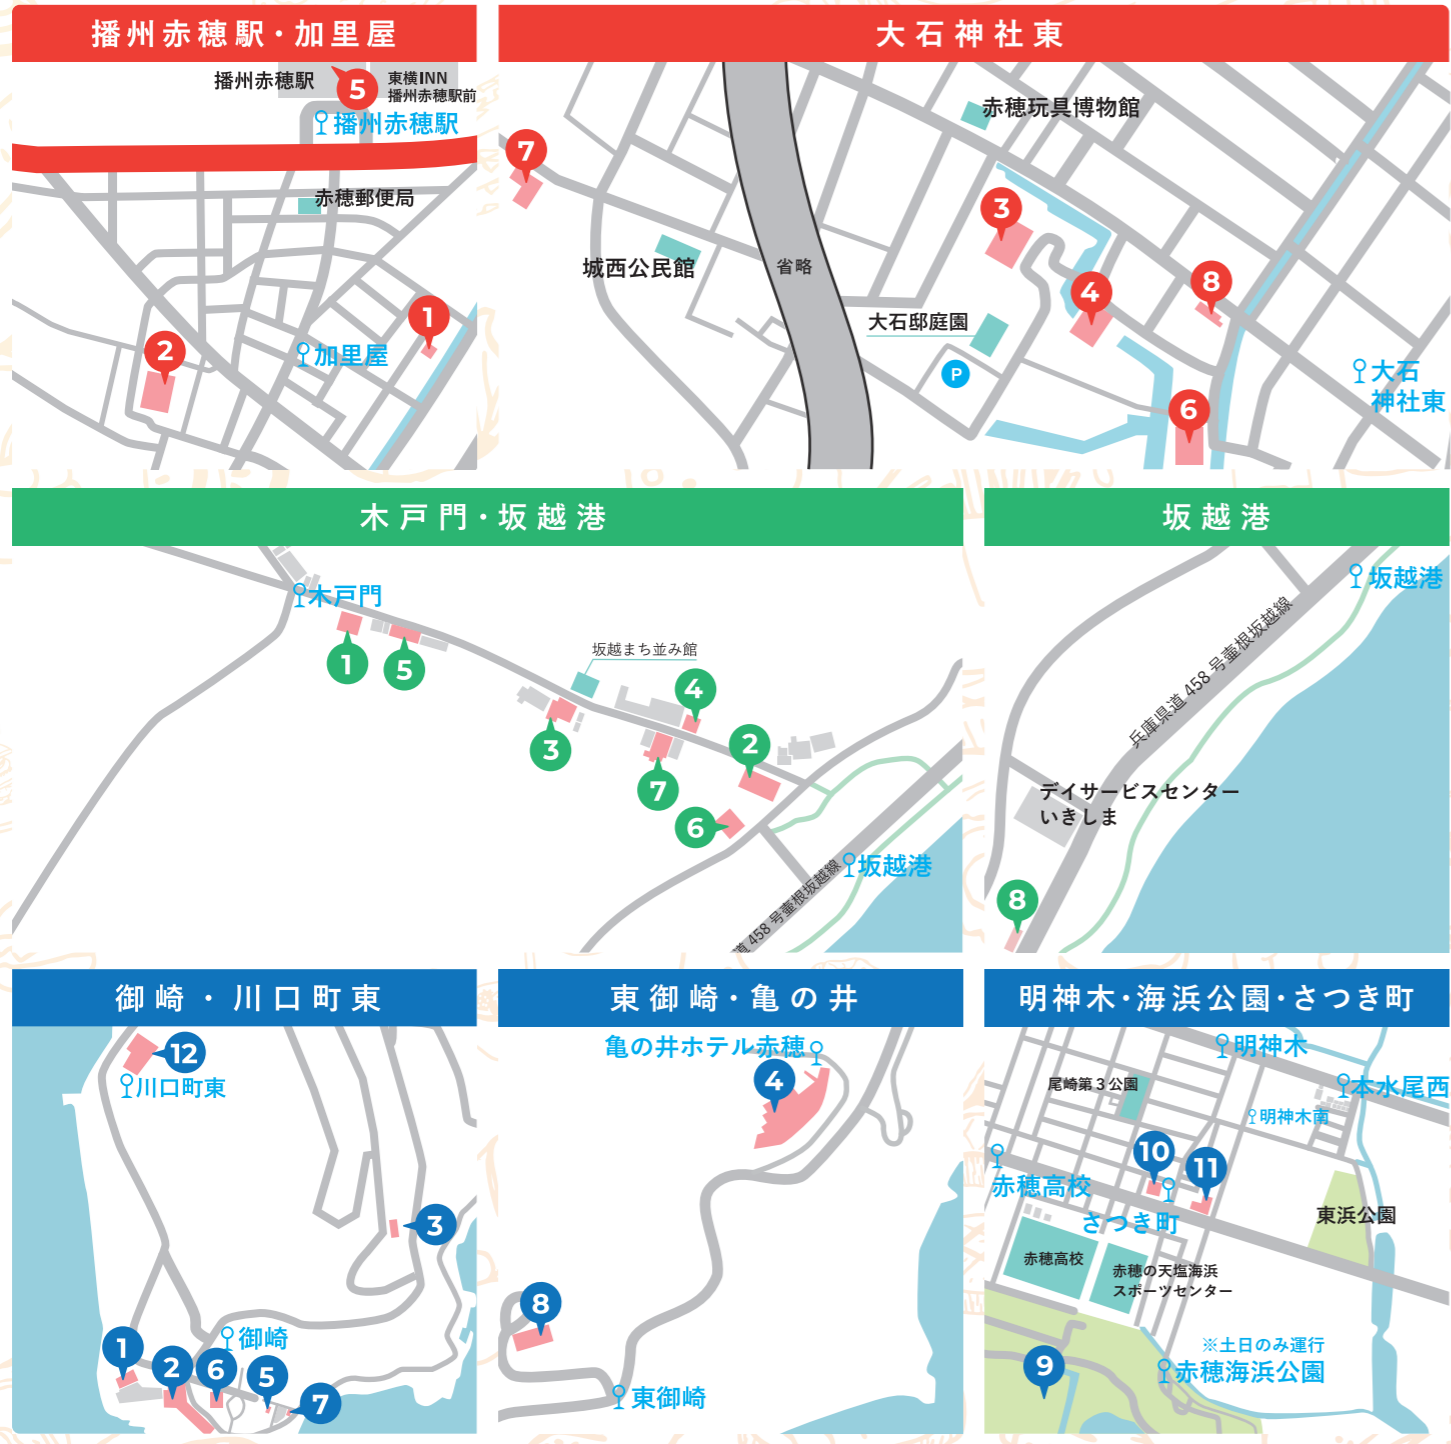 播州赤穂駅・加里屋
播州赤穂駅
5
東横INN
播州赤穂駅前
播州赤穂駅
赤穂郵便局
1
2
加里屋
大石神社東
赤穂玩具博物館
7
3
城西公民館
省略
8
4
大石邸庭園
P
大石
神社東
6
木戸門・坂越港
木戸門
1
5
坂越まち並み館
4
3
2
7
6
坂越港
道 458 号壷根坂越線
坂越港
坂越港
兵庫県道 458 号壷根坂越線
デイサービスセンター
いきしま
8
御崎・川口町東
12
川口町東
3
御崎
1
2
6
5
7
東御崎・亀の井
亀の井ホテル赤穂
4
8
東御崎
明神木・海浜公園・さつき町
明神木
尾崎第3公園
本水尾西
明神木南
10
11
赤穂高校
さつき町
東浜公園
赤穂高校
赤穂の天塩海浜
スポーツセンター
※土日のみ運行
赤穂海浜公園
9